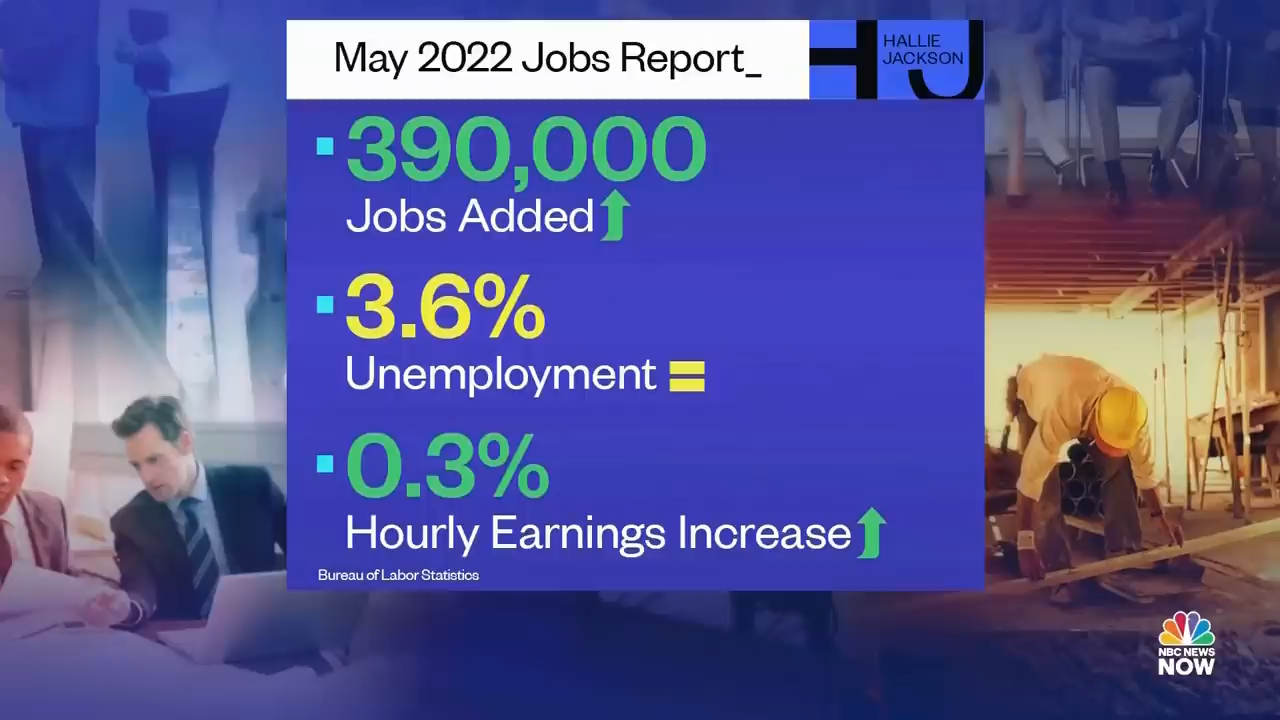 May 2022 Jobs Report_
HALLIE
JACKSON
390,000
Jobs Added
3.6%
Unemployment =
0.3%
Hourly Earnings Increase
Bureau of Labor Statistics
NBC NEWS
NOW